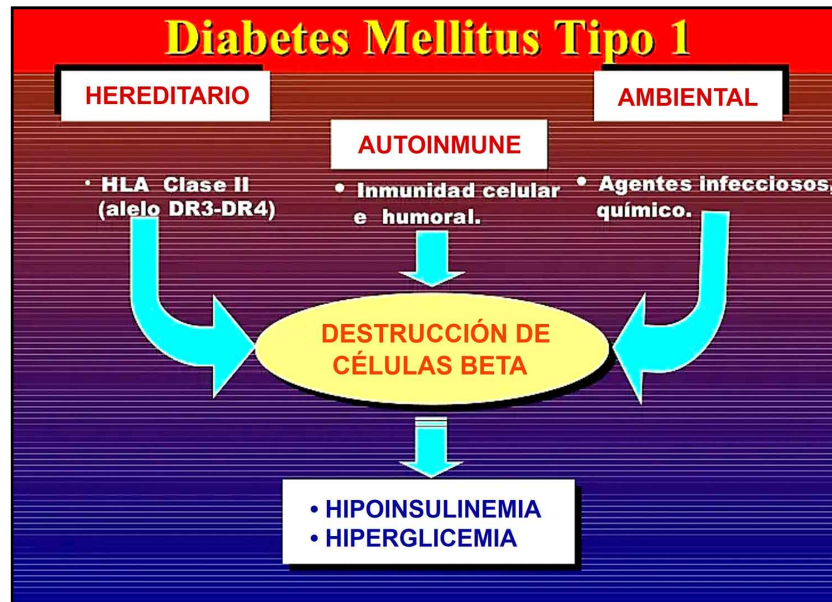 Diabetes Mellitus Tipo 1
HEREDITARIO
AMBIENTAL
AUTOINMUNE
• HLA Clase II
(alelo DR3-DR4)
• Inmunidad celular
e humoral.
• Agentes infecciosos,
químico.
DESTRUCCIÓN DE
CÉLULAS BETA
• HIPOINSULINEMIA
• HIPERGLICEMIA